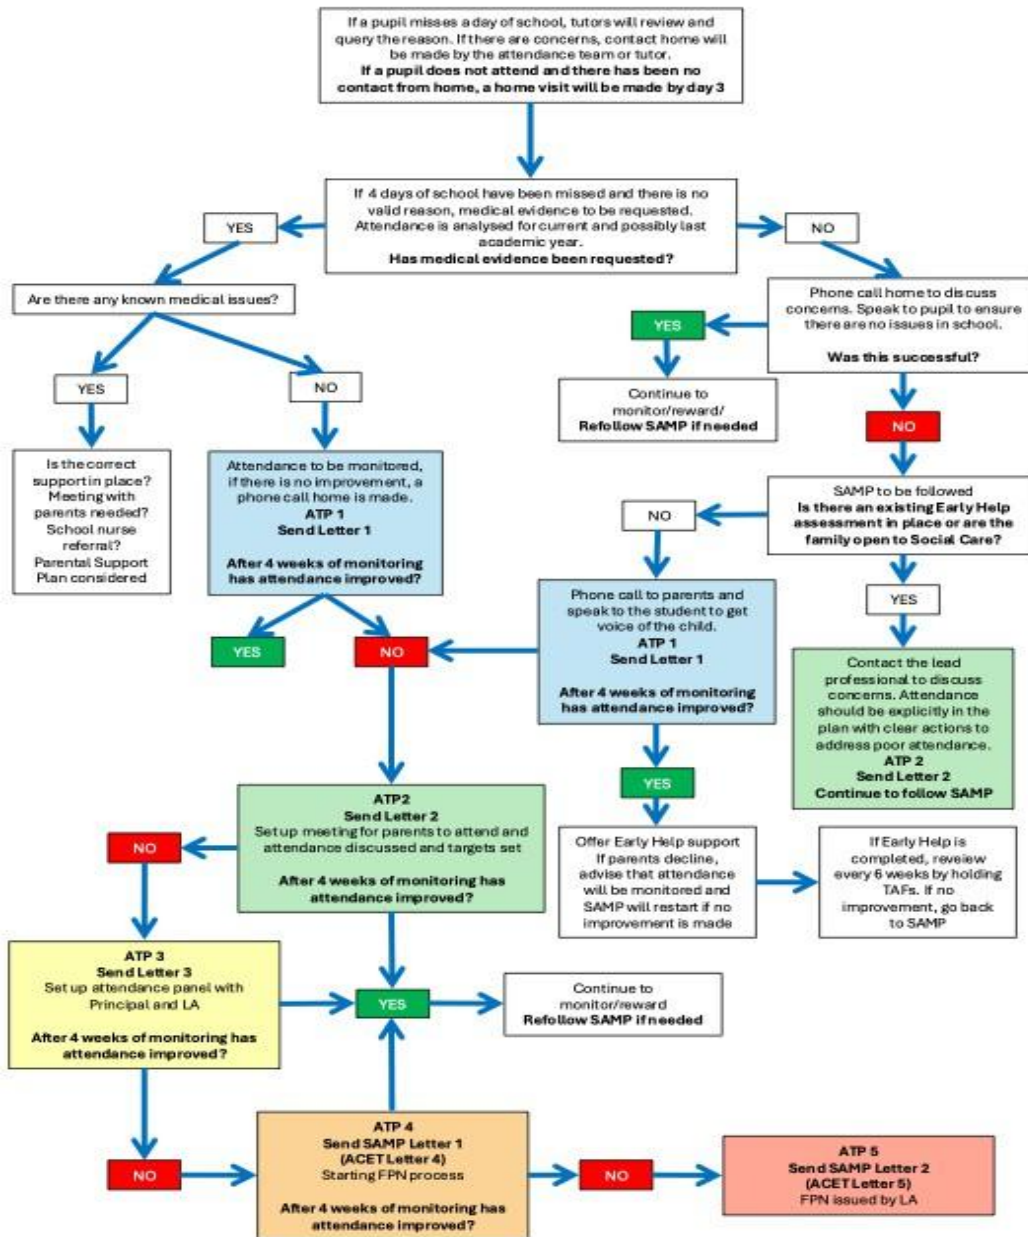 If a pupil misses a day of school, tutors will review and
query the reason. If there are concerns, contact home will
be made by the attendance team or tutor.
If a pupil does not attend and there has been no
contact from home, a home visit will be made by day 3
If 4 days of school have been missed and there is no
valid reason, medical evidence to be requested.
Attendance is analysed for current and possibly last
academic year.
Has medical evidence been requested?
YES
NO
Are there any known medical issues?
Phone call home to discuss
concerns. Speak to pupil to ensure
there are no issues in school.
Was this successful?
YES
YES
NO
Continue to
monitor/reward/
Refollow SAMP if needed
NO
Is the correct
support in place?
Meeting with
parents needed?
School nurse
referral?
Parental Support
Plan considered
Attendance to be monitored,
if there is no improvement, a
phone call home is made.
ATP 1
Send Letter 1
After 4 weeks of monitoring
has attendance improved?
SAMP to be followed
Is there an existing Early Help
assessment in place or are the
family open to Social Care?
NO
YES
Phone call to parents and
speak to the student to get
voice of the child.
ATP 1
Send Letter 1
After 4 weeks of monitoring
has attendance improved?
YES
NO
Contact the lead
professional to discuss
concerns. Attendance
should be explicitly in the
plan with clear actions to
address poor attendance.
ATP 2
Send Letter 2
Continue to follow SAMP
YES
ATP2
Send Letter 2
Set up meeting for parents to attend and
attendance discussed and targets set
After 4 weeks of monitoring has
attendance improved?
NO
Offer Early Help support
If parents decline,
advise that attendance
will be monitored and
SAMP will restart if no
improvement is made
If Early Help is
completed, reveiew
every 6 weeks by holding
TAFs. If no
improvement, go back
to SAMP
ATP 3
Send Letter 3
Set up attendance panel with
Principal and LA
After 4 weeks of monitoring has
attendance improved?
YES
Continue to
monitor/reward
Refollow SAMP if needed
NO
ATP 4
Send SAMP Letter 1
(ACET Letter 4)
Starting FPN process
After 4 weeks of monitoring has
attendance improved?
NO
ATP 5
Send SAMP Letter 2
(ACET Letter 5)
FPN issued by LA